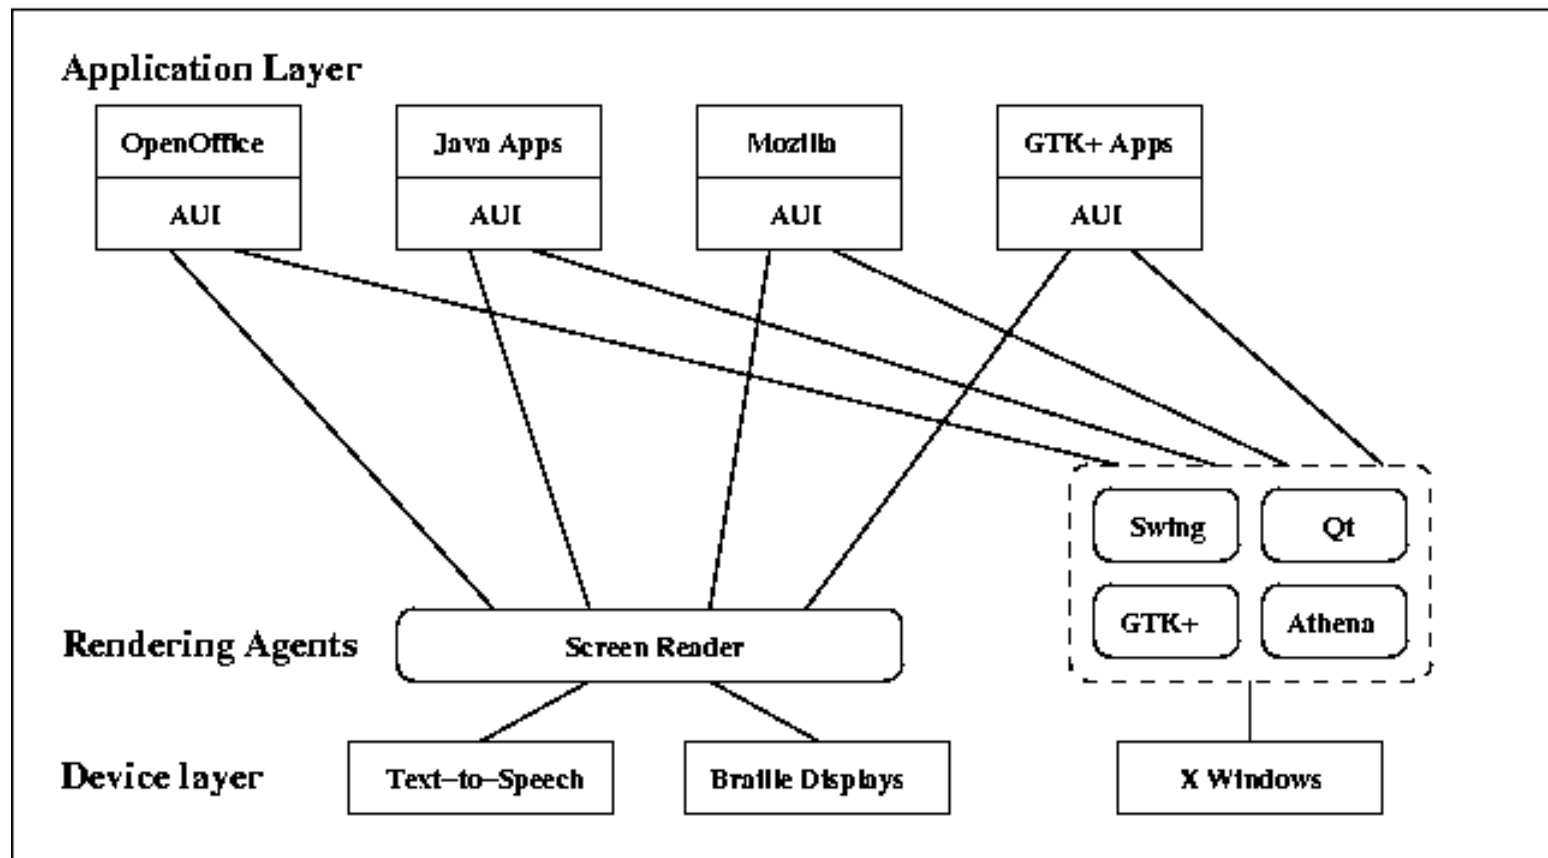 Application Layer
OpenOffice
Java Apps
Mozilla
GTK+ Apps
AUI
AUI
AUI
AUI
Swing
Qt
GTK+
Athena
Rendering Agents
Screen Reader
Device layer
Text-to-Speech
Braille Displays
X Windows